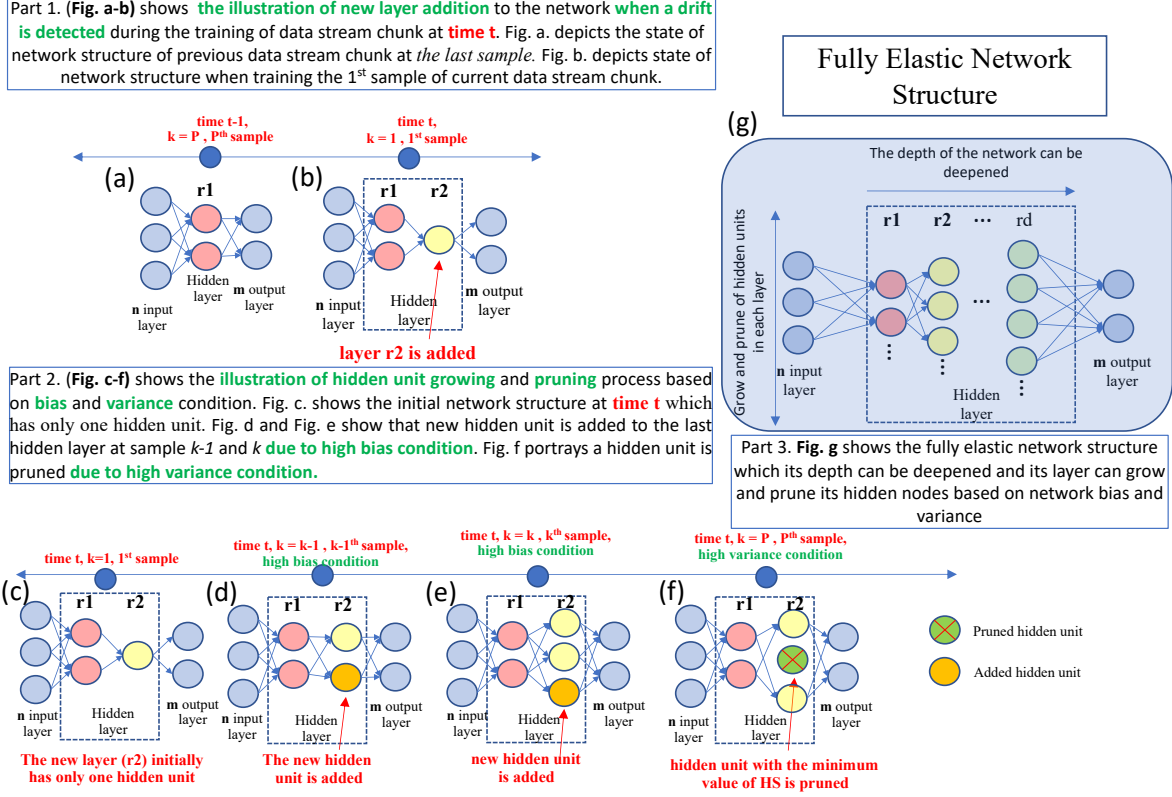 Part 1. (Fig. a-b) shows the illustration of new layer addition to the network when a drift
is detected during the training of data stream chunk at time t. Fig. a. depicts the state of
network structure of previous data stream chunk at the last sample. Fig. b. depicts state of
network structure when training the 1st sample of current data stream chunk.
Fully Elastic Network
Structure
time t-1,
k = P , Pth sample
time t,
k = 1 , 1st sample
(a)
r1
n input
layer
Hidden
layer
m output
layer
(b)
r1 r2
n input
layer
Hidden
layer
m output
layer
layer r2 is added
(g)
The depth of the network can be
deepened
Grow and prune of hidden units
in each layer
r1 r2 ... rd
...
n input
layer
Hidden
layer
m output
layer
Part 2. (Fig. c-f) shows the illustration of hidden unit growing and pruning process based
on bias and variance condition. Fig. c. shows the initial network structure at time t which
has only one hidden unit. Fig. d and Fig. e show that new hidden unit is added to the last
hidden layer at sample k-1 and k due to high bias condition. Fig. f portrays a hidden unit is
pruned due to high variance condition.
Part 3. Fig. g shows the fully elastic network structure
which its depth can be deepened and its layer can grow
and prune its hidden nodes based on network bias and
variance
time t, k=1, 1st sample
time t, k = k-1 , k-1th sample,
high bias condition
time t, k = k , kth sample,
high bias condition
time t, k = P , Pth sample,
high variance condition
(c)
r1 r2
n input
layer
Hidden
layer
m output
layer
The new layer (r2) initially
has only one hidden unit
(d)
r1 r2
n input
layer
Hidden
layer
m output
layer
The new hidden
unit is added
(e)
r1 r2
n input
layer
Hidden
layer
m output
layer
new hidden unit
is added
(f)
r1 r2
n input
layer
Hidden
layer
m output
layer
hidden unit with the minimum
value of HS is pruned
Pruned hidden unit
Added hidden unit